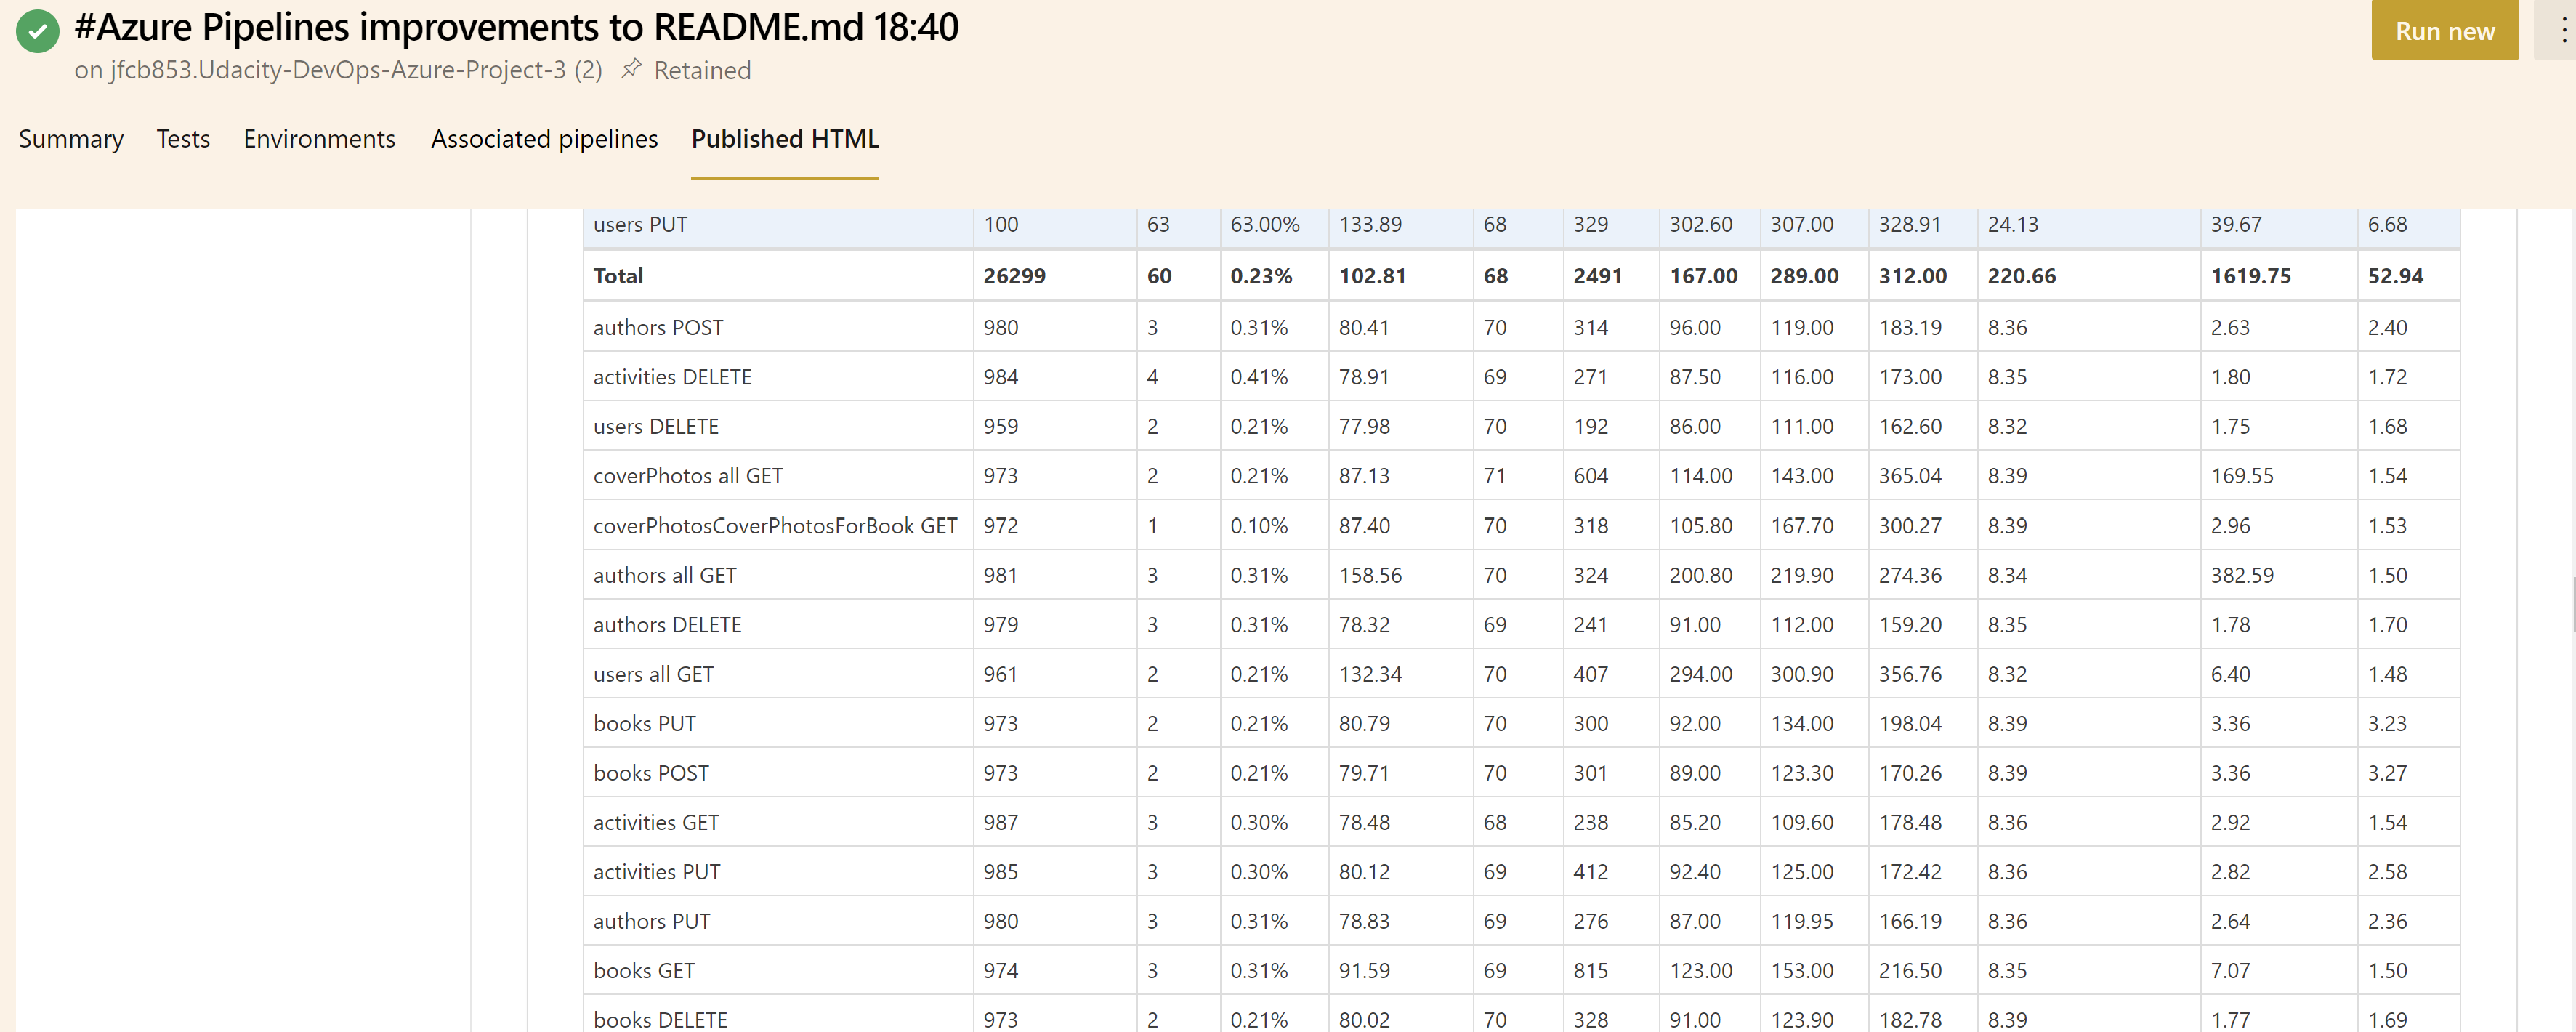 #Azure Pipelines improvements to README.md 18:40
Run new
on jfcb853.Udacity-DevOps-Azure-Project-3 (2) Retained
Summary Tests Environments Associated pipelines Published HTML
users PUT 100 63 63.00% 133.89 68 329 302.60 307.00 328.91 24.13 39.67 6.68
Total 26299 60 0.23% 102.81 68 2491 167.00 289.00 312.00 220.66 1619.75 52.94
authors POST 980 3 0.31% 80.41 70 314 96.00 119.00 183.19 8.36 2.63 2.40
activities DELETE 984 4 0.41% 78.91 69 271 87.50 116.00 173.00 8.35 1.80 1.72
users DELETE 959 2 0.21% 77.98 70 192 86.00 111.00 162.60 8.32 1.75 1.68
coverPhotos all GET 973 2 0.21% 87.13 71 604 114.00 143.00 365.04 8.39 169.55 1.54
coverPhotosCoverPhotosForBook GET 972 1 0.10% 87.40 70 318 105.80 167.70 300.27 8.39 2.96 1.53
authors all GET 981 3 0.31% 158.56 70 324 200.80 219.90 274.36 8.34 382.59 1.50
authors DELETE 979 3 0.31% 78.32 69 241 91.00 112.00 159.20 8.35 1.78 1.70
users all GET 961 2 0.21% 132.34 70 407 294.00 300.90 356.76 8.32 6.40 1.48
books PUT 973 2 0.21% 80.79 70 300 92.00 134.00 198.04 8.39 3.36 3.23
books POST 973 2 0.21% 79.71 70 301 89.00 123.30 170.26 8.39 3.36 3.27
activities GET 987 3 0.30% 78.48 68 238 85.20 109.60 178.48 8.36 2.92 1.54
activities PUT 985 3 0.30% 80.12 69 412 92.40 125.00 172.42 8.36 2.82 2.58
authors PUT 980 3 0.31% 78.83 69 276 87.00 119.95 166.19 8.36 2.64 2.36
books GET 974 3 0.31% 91.59 69 815 123.00 153.00 216.50 8.35 7.07 1.50
books DELETE 973 2 0.21% 80.02 70 328 91.00 123.90 182.78 8.39 1.77 1.69